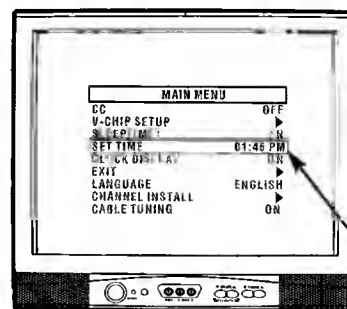 MAIN MENU
CC OFF
V-CHIP SETUP
SLEEPTIMER
SET TIME 01:45 PM
CLOCK DISPLAY ON
EXIT
LANGUAGE ENGLISH
CHANNEL INSTALL
CABLE TUNING ON